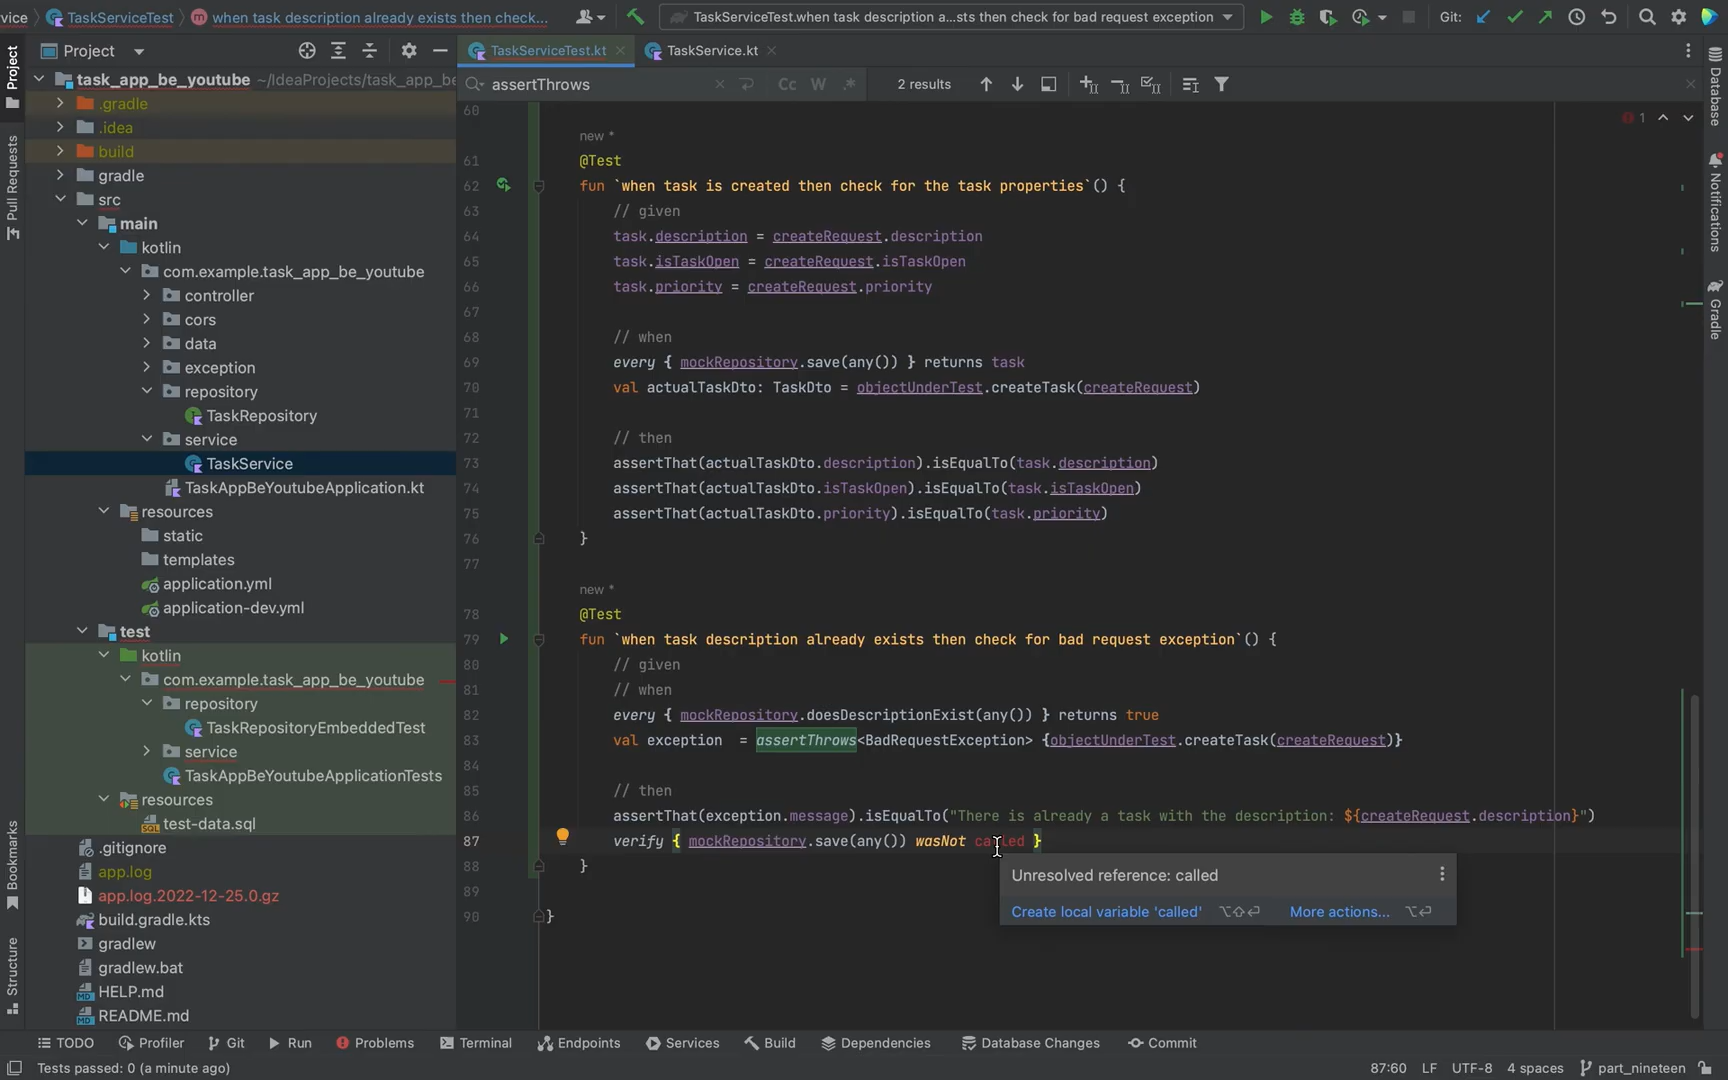 vice
TaskServiceTest
when task description already exists then check...
TaskServiceTest.when task description a...sts then check for bad request exception
Git:
Project
TaskServiceTest.kt
TaskService.kt
assertThrows
Cc W .*
2 results
1
Project
Pull Requests
Bookmarks
Structure
Database
Notifications
Gradle
task_app_be_youtube ~/IdeaProjects/task_app_be
.gradle
.idea
build
gradle
src
main
kotlin
com.example.task_app_be_youtube
controller
cors
data
exception
repository
TaskRepository
service
TaskService
TaskAppBeYoutubeApplication.kt
resources
static
templates
application.yml
application-dev.yml
test
kotlin
com.example.task_app_be_youtube
repository
TaskRepositoryEmbeddedTest
service
TaskAppBeYoutubeApplicationTests
resources
test-data.sql
.gitignore
app.log
app.log.2022-12-25.0.gz
build.gradle.kts
gradlew
gradlew.bat
HELP.md
README.md
60
new *
61 @Test
62 fun `when task is created then check for the task properties`() {
63 // given
64 task.description = createRequest.description
65 task.isTaskOpen = createRequest.isTaskOpen
66 task.priority = createRequest.priority
67
68 // when
69 every { mockRepository.save(any()) } returns task
70 val actualTaskDto: TaskDto = objectUnderTest.createTask(createRequest)
71
72 // then
73 assertThat(actualTaskDto.description).isEqualTo(task.description)
74 assertThat(actualTaskDto.isTaskOpen).isEqualTo(task.isTaskOpen)
75 assertThat(actualTaskDto.priority).isEqualTo(task.priority)
76 }
77
new *
78 @Test
79 fun `when task description already exists then check for bad request exception`() {
80 // given
81 // when
82 every { mockRepository.doesDescriptionExist(any()) } returns true
83 val exception = assertThrows<BadRequestException> {objectUnderTest.createTask(createRequest)}
84
85 // then
86 assertThat(exception.message).isEqualTo("There is already a task with the description: ${createRequest.description}")
87 verify { mockRepository.save(any()) wasNot called }
88 }
89
90 }
Unresolved reference: called
Create local variable 'called' ⌥⇧⏎ More actions... ⌥⏎
TODO
Profiler
Git
Run
Problems
Terminal
Endpoints
Services
Build
Dependencies
Database Changes
Commit
Tests passed: 0 (a minute ago)
87:60 LF UTF-8 4 spaces part_nineteen